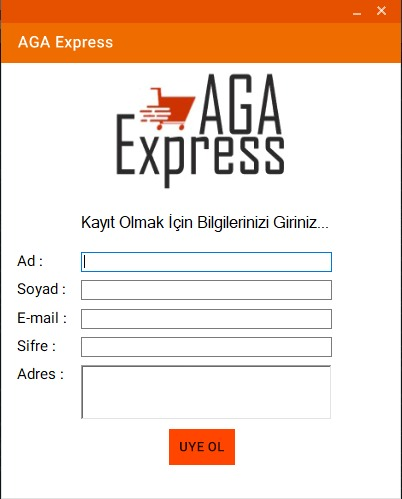 AGA Express
AGA
Express
Kayıt Olmak İçin Bilgilerinizi Giriniz...
Ad :
Soyad :
E-mail :
Sifre :
Adres :
UYE OL